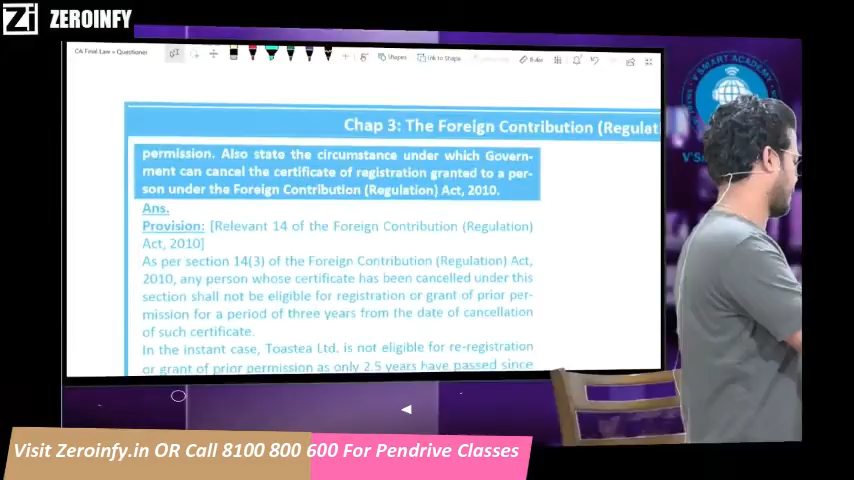 Zi ZEROINFY
CA Final Law - Questioner
Shapes
Ink to Shape
Ruler
V'SMART ACADEMY
V'S
Chap 3: The Foreign Contribution (Regulat
permission. Also state the circumstance under which Govern-
ment can cancel the certificate of registration granted to a per-
son under the Foreign Contribution (Regulation) Act, 2010.
Ans.
Provision: [Relevant 14 of the Foreign Contribution (Regulation)
Act, 2010]
As per section 14(3) of the Foreign Contribution (Regulation) Act,
2010, any person whose certificate has been cancelled under this
section shall not be eligible for registration or grant of prior per-
mission for a period of three years from the date of cancellation
of such certificate.
In the instant case, Toastea Ltd. is not eligible for re-registration
or grant of prior permission as only 2.5 years have passed since
Visit Zeroinfy.in OR Call 8100 800 600 For Pendrive Classes